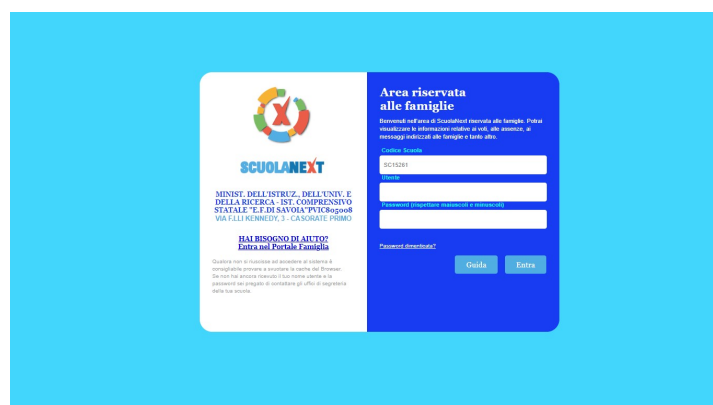 SCUOLANEXT
MINIST. DELL'ISTRUZ., DELL'UNIV. E
DELLA RICERCA - IST. COMPRENSIVO
STATALE "E.F.DI SAVOIA"PVIC805008
VIA F.LLI KENNEDY, 3 - CASORATE PRIMO
HAI BISOGNO DI AIUTO?
Entra nel Portale Famiglia
Qualora non si riuscisse ad accedere al sistema è
consigliabile provare a svuotare la cache del Browser.
Se non hai ancora ricevuto il tuo nome utente e la
password sei pregato di contattare gli uffici di segreteria
della tua scuola.
Area riservata
alle famiglie
Benvenuti nell'area di ScuolaNext riservata alle famiglie. Potrai
visualizzare le informazioni relative ai voti, alle assenze, ai
messaggi indirizzati alle famiglie e tanto altro.
Codice Scuola
SC15261
Utente
Password (rispettare maiuscoli e minuscoli)
Password dimenticata?
Guida
Entra